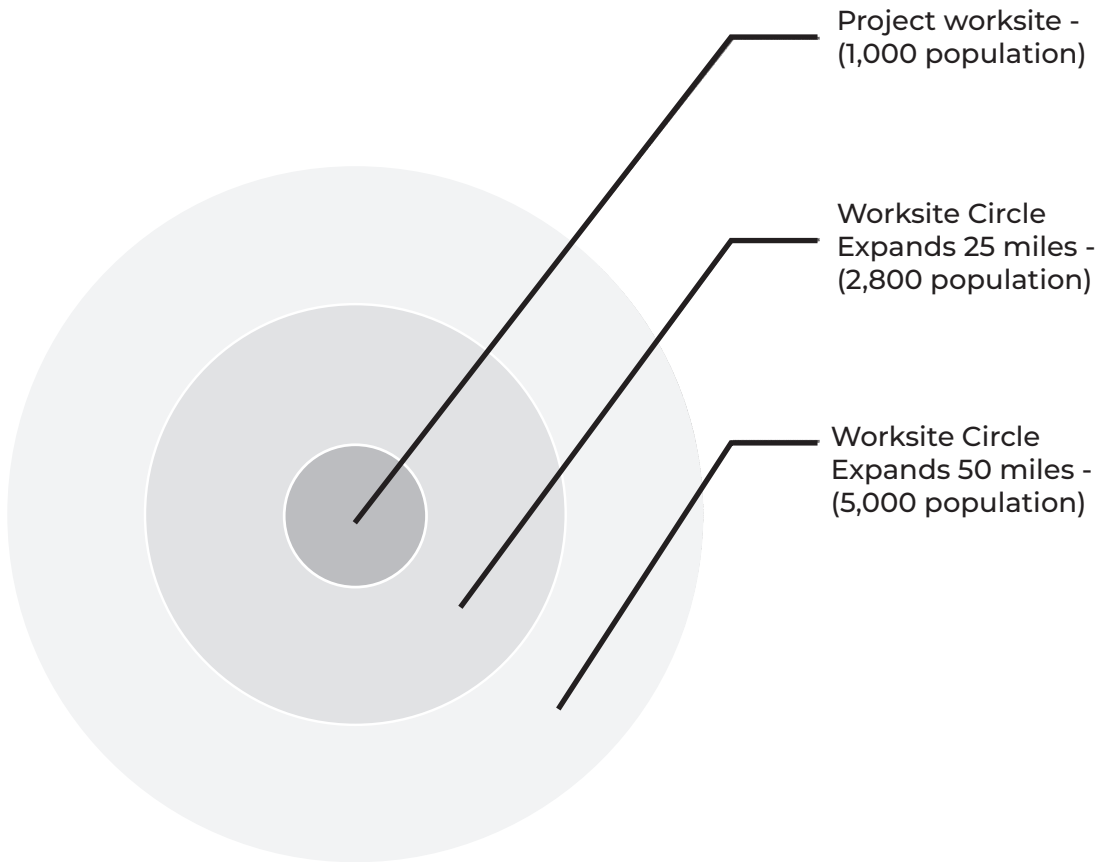 Project worksite -
(1,000 population)
Worksite Circle
Expands 25 miles -
(2,800 population)
Worksite Circle
Expands 50 miles -
(5,000 population)